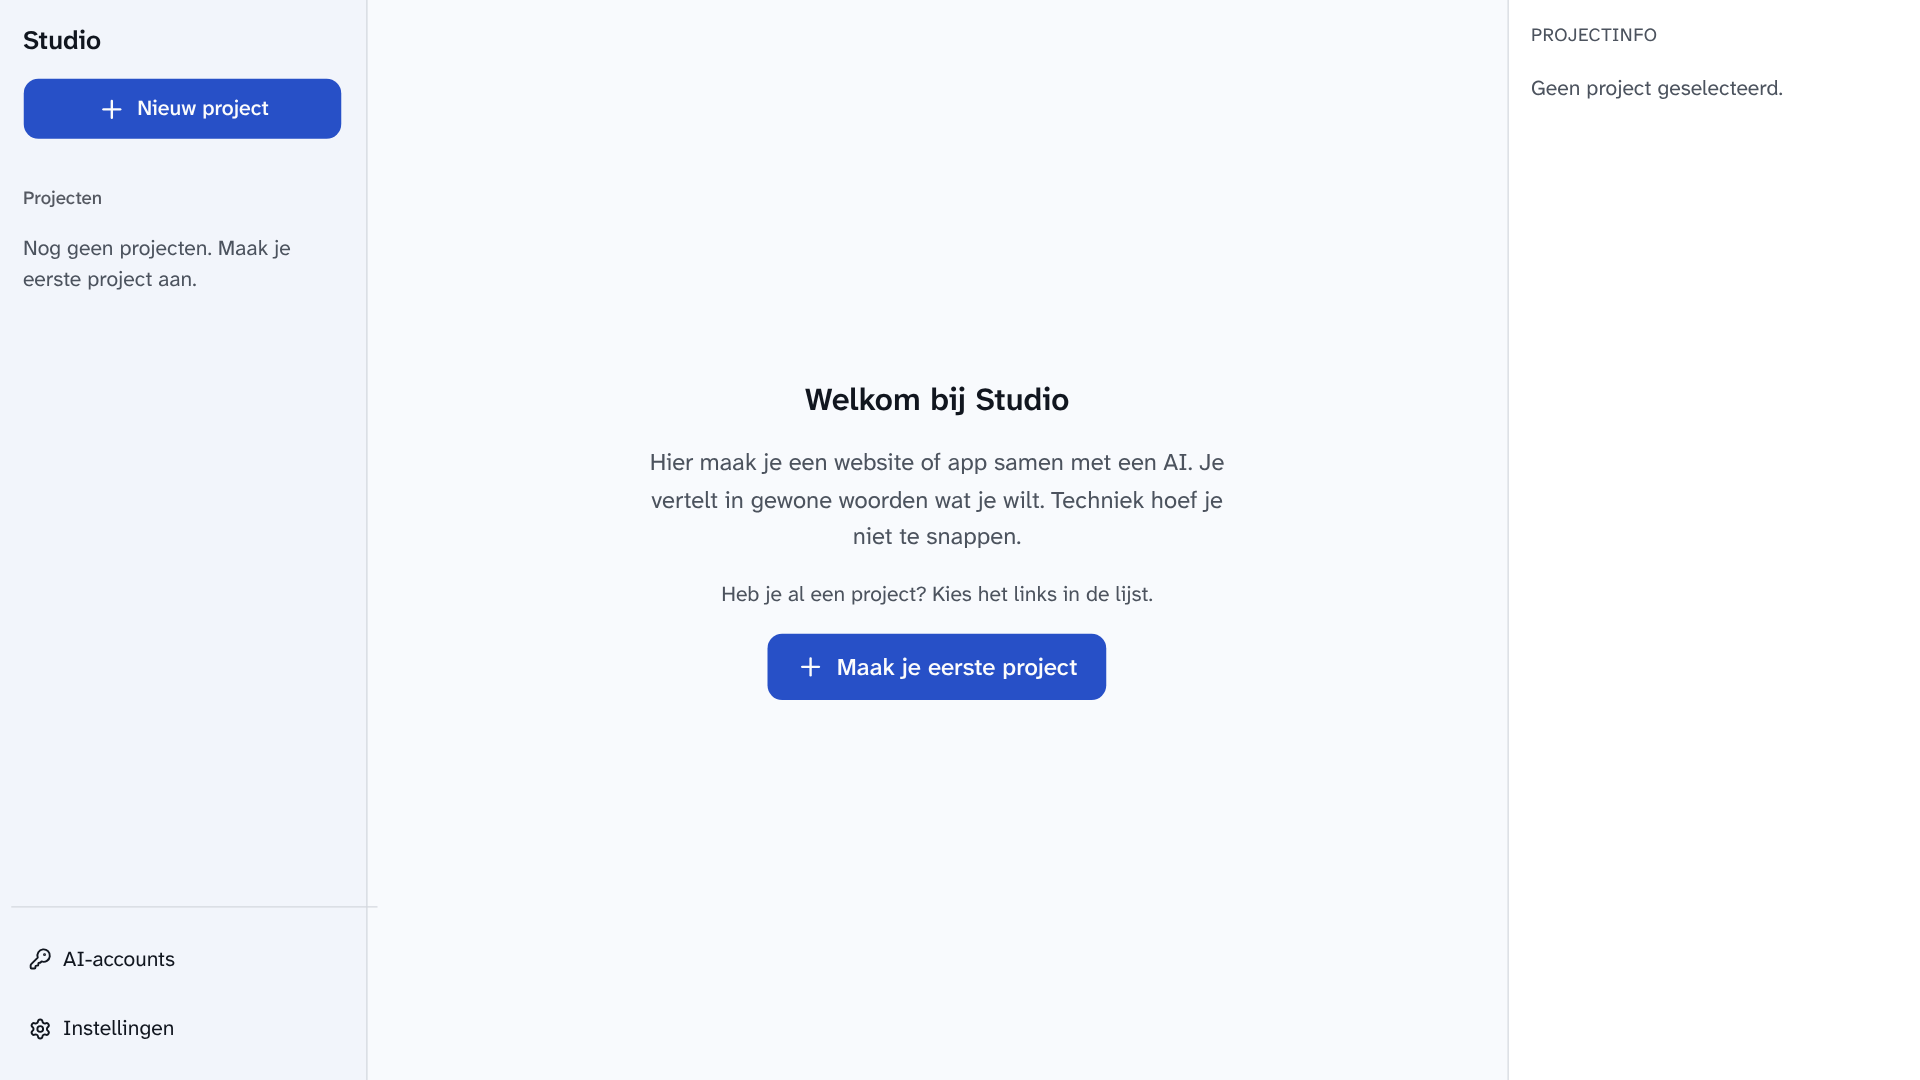 Studio
Nieuw project
Projecten
Nog geen projecten. Maak je
eerste project aan.
AI-accounts
Instellingen
Welkom bij Studio
Hier maak je een website of app samen met een AI. Je
vertelt in gewone woorden wat je wilt. Techniek hoef je
niet te snappen.
Heb je al een project? Kies het links in de lijst.
Maak je eerste project
PROJECTINFO
Geen project geselecteerd.